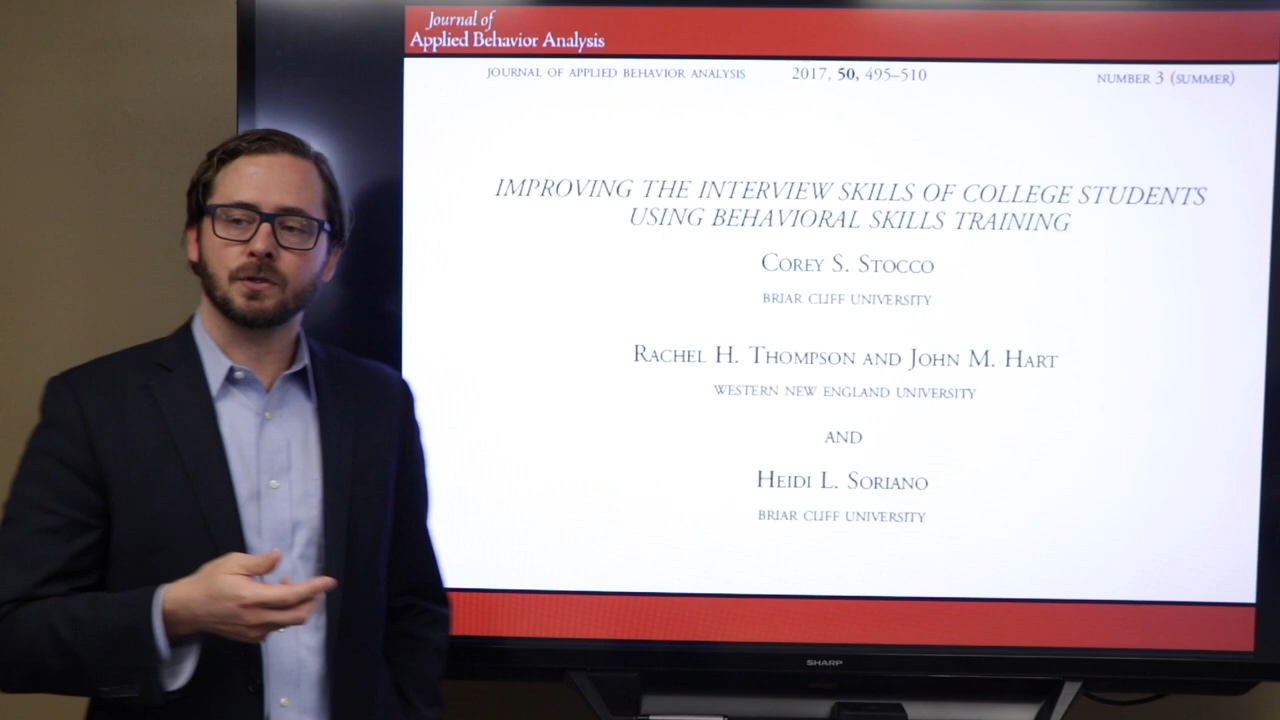 Journal of
Applied Behavior Analysis
JOURNAL OF APPLIED BEHAVIOR ANALYSIS 2017, 50, 495–510 NUMBER 3 (SUMMER)
IMPROVING THE INTERVIEW SKILLS OF COLLEGE STUDENTS
USING BEHAVIORAL SKILLS TRAINING
COREY S. STOCCO
BRIAR CLIFF UNIVERSITY
RACHEL H. THOMPSON AND JOHN M. HART
WESTERN NEW ENGLAND UNIVERSITY
AND
HEIDI L. SORIANO
BRIAR CLIFF UNIVERSITY
SHARP